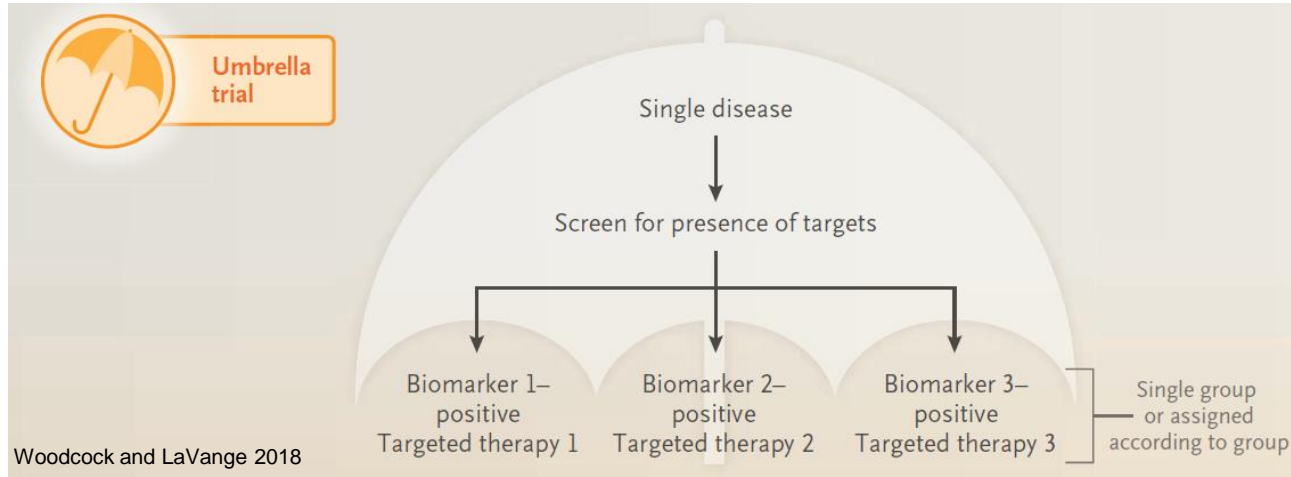 Umbrella
trial
Single disease
Screen for presence of targets
Biomarker 1–
positive
Targeted therapy 1
Biomarker 2–
positive
Targeted therapy 2
Biomarker 3–
positive
Targeted therapy 3
Single group
or assigned
according to group
Woodcock and LaVange 2018